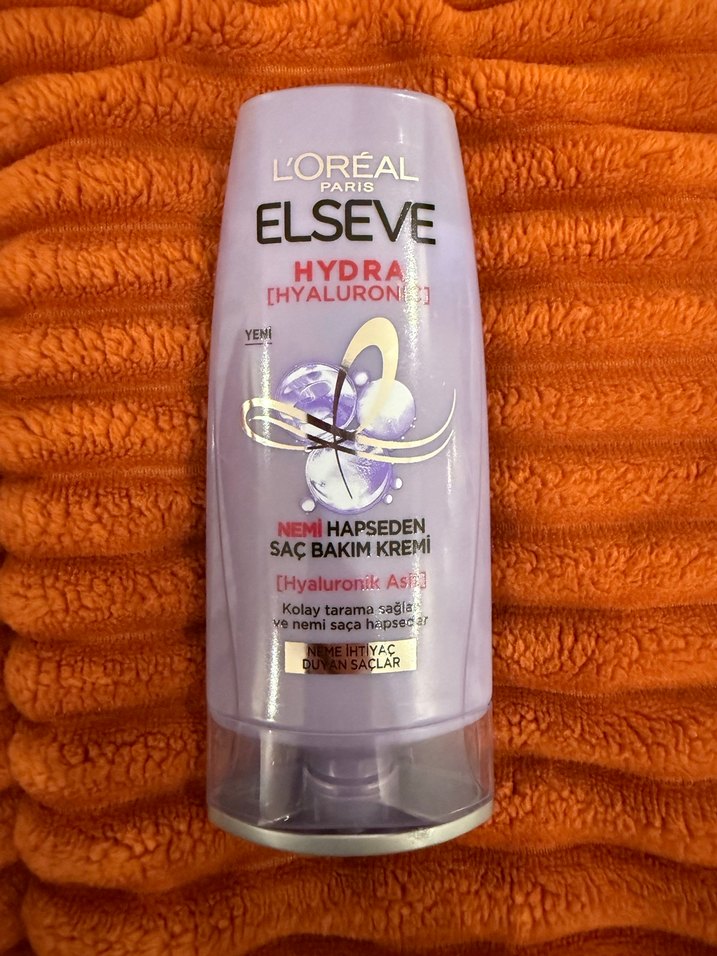 L'ORÉAL
PARIS
ELSEVE
HYDRA
[HYALURONIC]
YENİ
NEMİ HAPSEDEN
SAÇ BAKIM KREMİ
[Hyaluronik Asit]
Kolay tarama sağlar
ve nemi saça hapseder
NEME İHTİYAÇ
DUYAN SAÇLAR